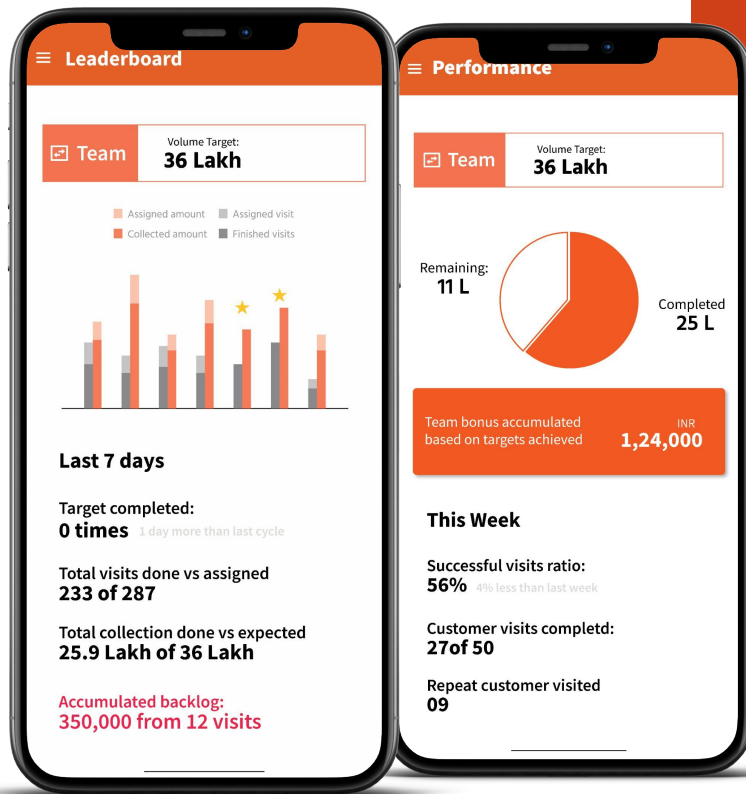 Leaderboard
Team
Volume Target:
36 Lakh
Assigned amount
Assigned visit
Collected amount
Finished visits
Last 7 days
Target completed:
0 times 1 day more than last cycle
Total visits done vs assigned
233 of 287
Total collection done vs expected
25.9 Lakh of 36 Lakh
Accumulated backlog:
350,000 from 12 visits
Performance
Team
Volume Target:
36 Lakh
Remaining:
11 L
Completed
25 L
Team bonus accumulated
based on targets achieved
INR
1,24,000
This Week
Successful visits ratio:
56% 4% less than last week
Customer visits completd:
27of 50
Repeat customer visited
09